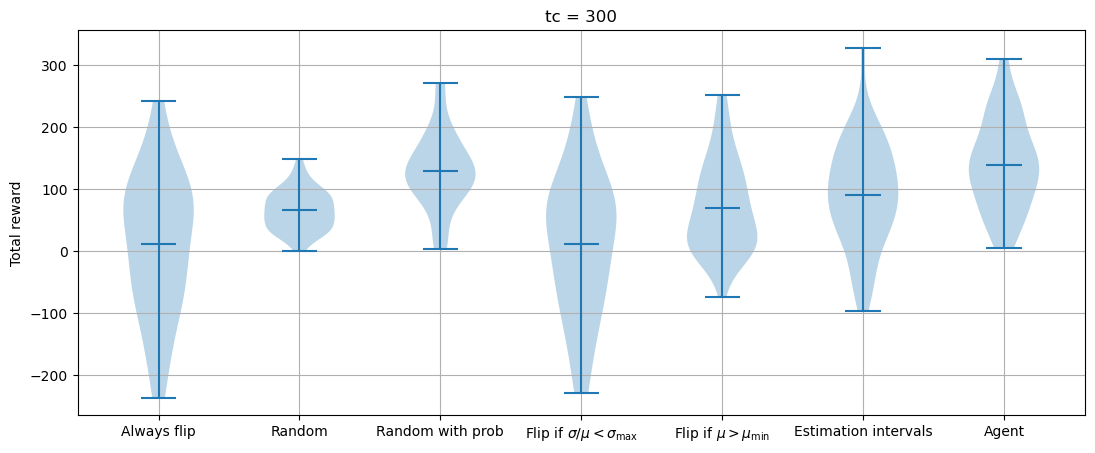 tc = 300
Total reward
300
200
100
0
−100
−200
Always flip
Random
Random with prob
Flip if σ/μ < σmax
Flip if μ > μmin
Estimation intervals
Agent